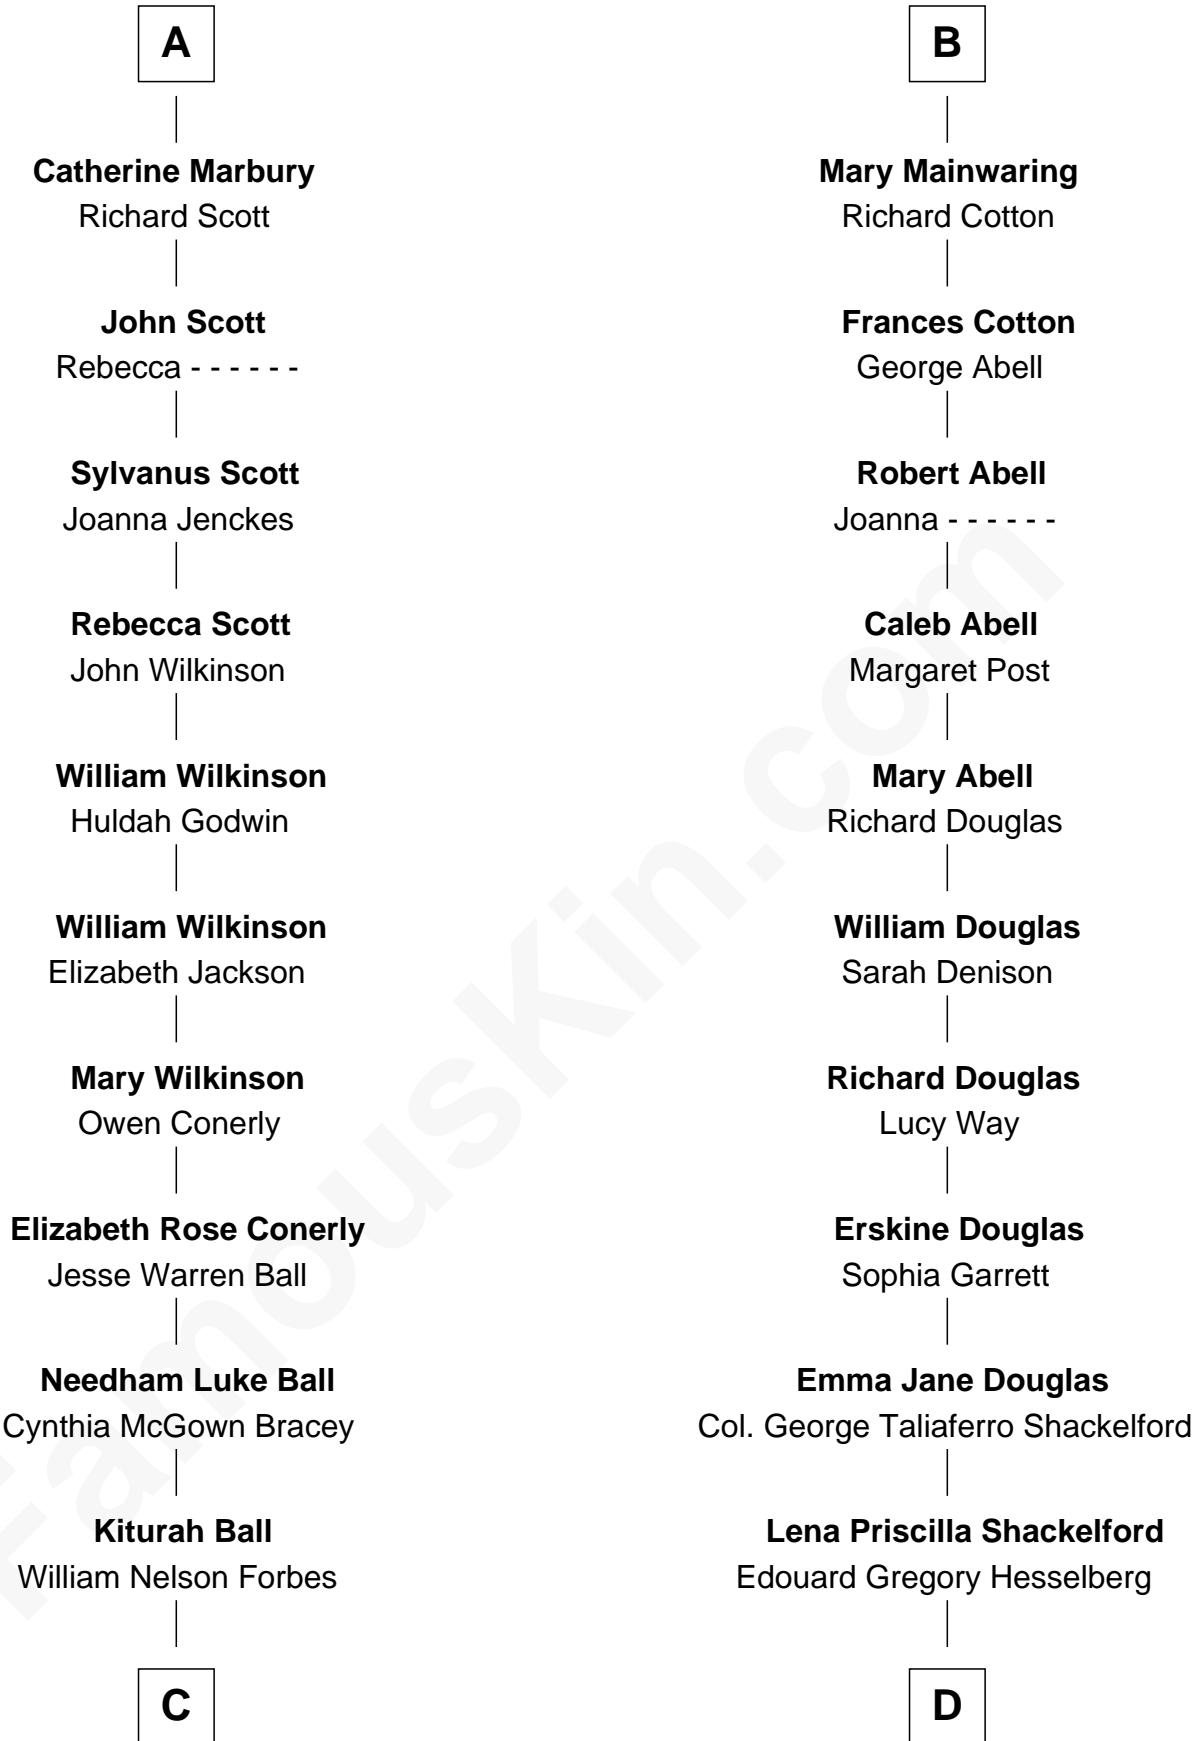 A
Catherine Marbury
Richard Scott
John Scott
Rebecca - - - - - -
Sylvanus Scott
Joanna Jenckes
Rebecca Scott
John Wilkinson
William Wilkinson
Huldah Godwin
William Wilkinson
Elizabeth Jackson
Mary Wilkinson
Owen Conerly
Elizabeth Rose Conerly
Jesse Warren Ball
Needham Luke Ball
Cynthia McGown Bracey
Kiturah Ball
William Nelson Forbes
C
B
Mary Mainwaring
Richard Cotton
Frances Cotton
George Abell
Robert Abell
Joanna - - - - - -
Caleb Abell
Margaret Post
Mary Abell
Richard Douglas
William Douglas
Sarah Denison
Richard Douglas
Lucy Way
Erskine Douglas
Sophia Garrett
Emma Jane Douglas
Col. George Taliaferro Shackelford
Lena Priscilla Shackelford
Edouard Gregory Hesselberg
D
FamousKin.com